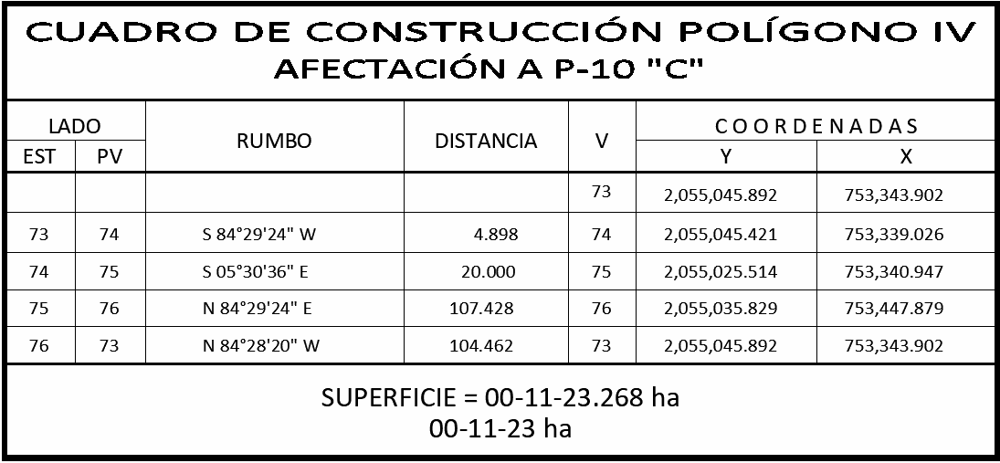 CUADRO DE CONSTRUCCIÓN POLÍGONO IV
AFECTACIÓN A P-10 "C"
LADO RUMBO DISTANCIA V COORDENADAS
EST PV Y X
73 2,055,045.892 753,343.902
73 74 S 84°29'24" W 4.898 74 2,055,045.421 753,339.026
74 75 S 05°30'36" E 20.000 75 2,055,025.514 753,340.947
75 76 N 84°29'24" E 107.428 76 2,055,035.829 753,447.879
76 73 N 84°28'20" W 104.462 73 2,055,045.892 753,343.902
SUPERFICIE = 00-11-23.268 ha
00-11-23 ha